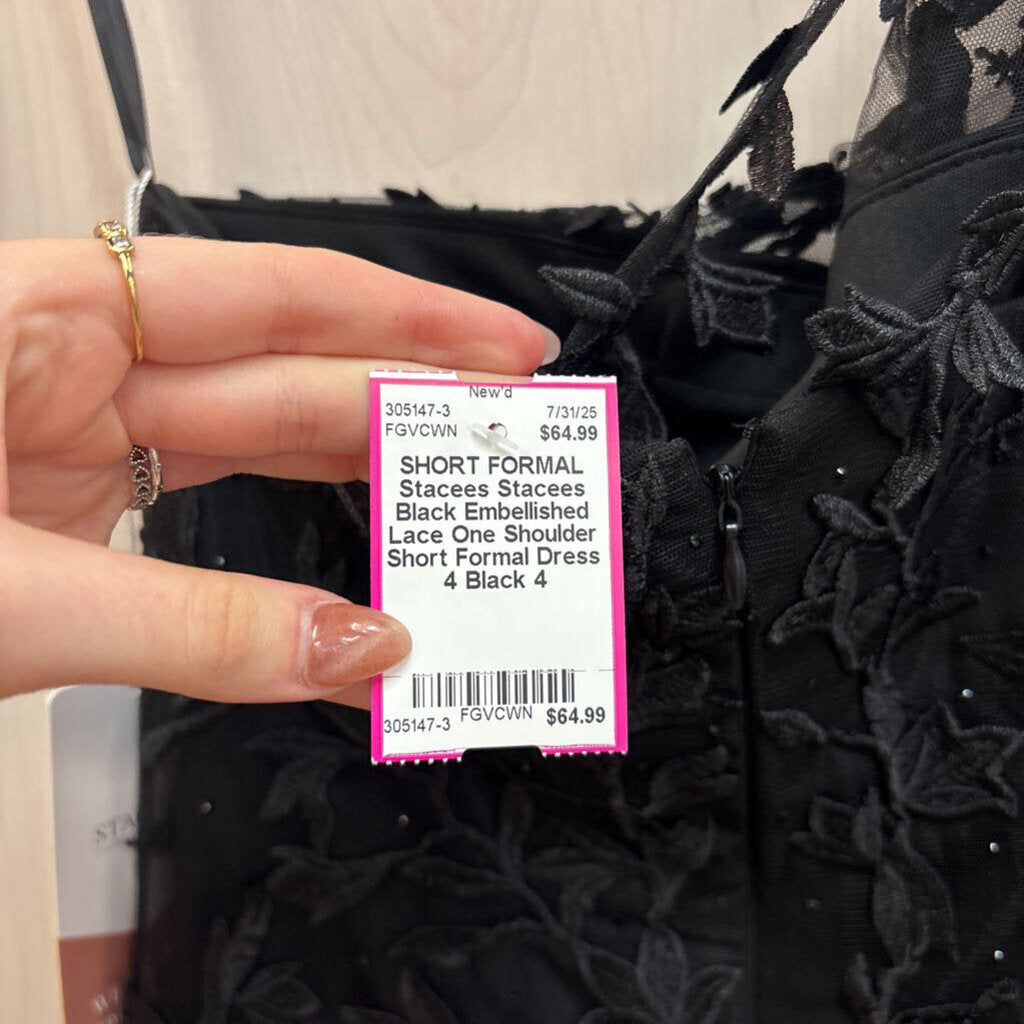 New'd
305147-3 7/31/25
FGVCWN $64.99
SHORT FORMAL
Stacees Stacees
Black Embellished
Lace One Shoulder
Short Formal Dress
4 Black 4
305147-3 FGVCWN $64.99